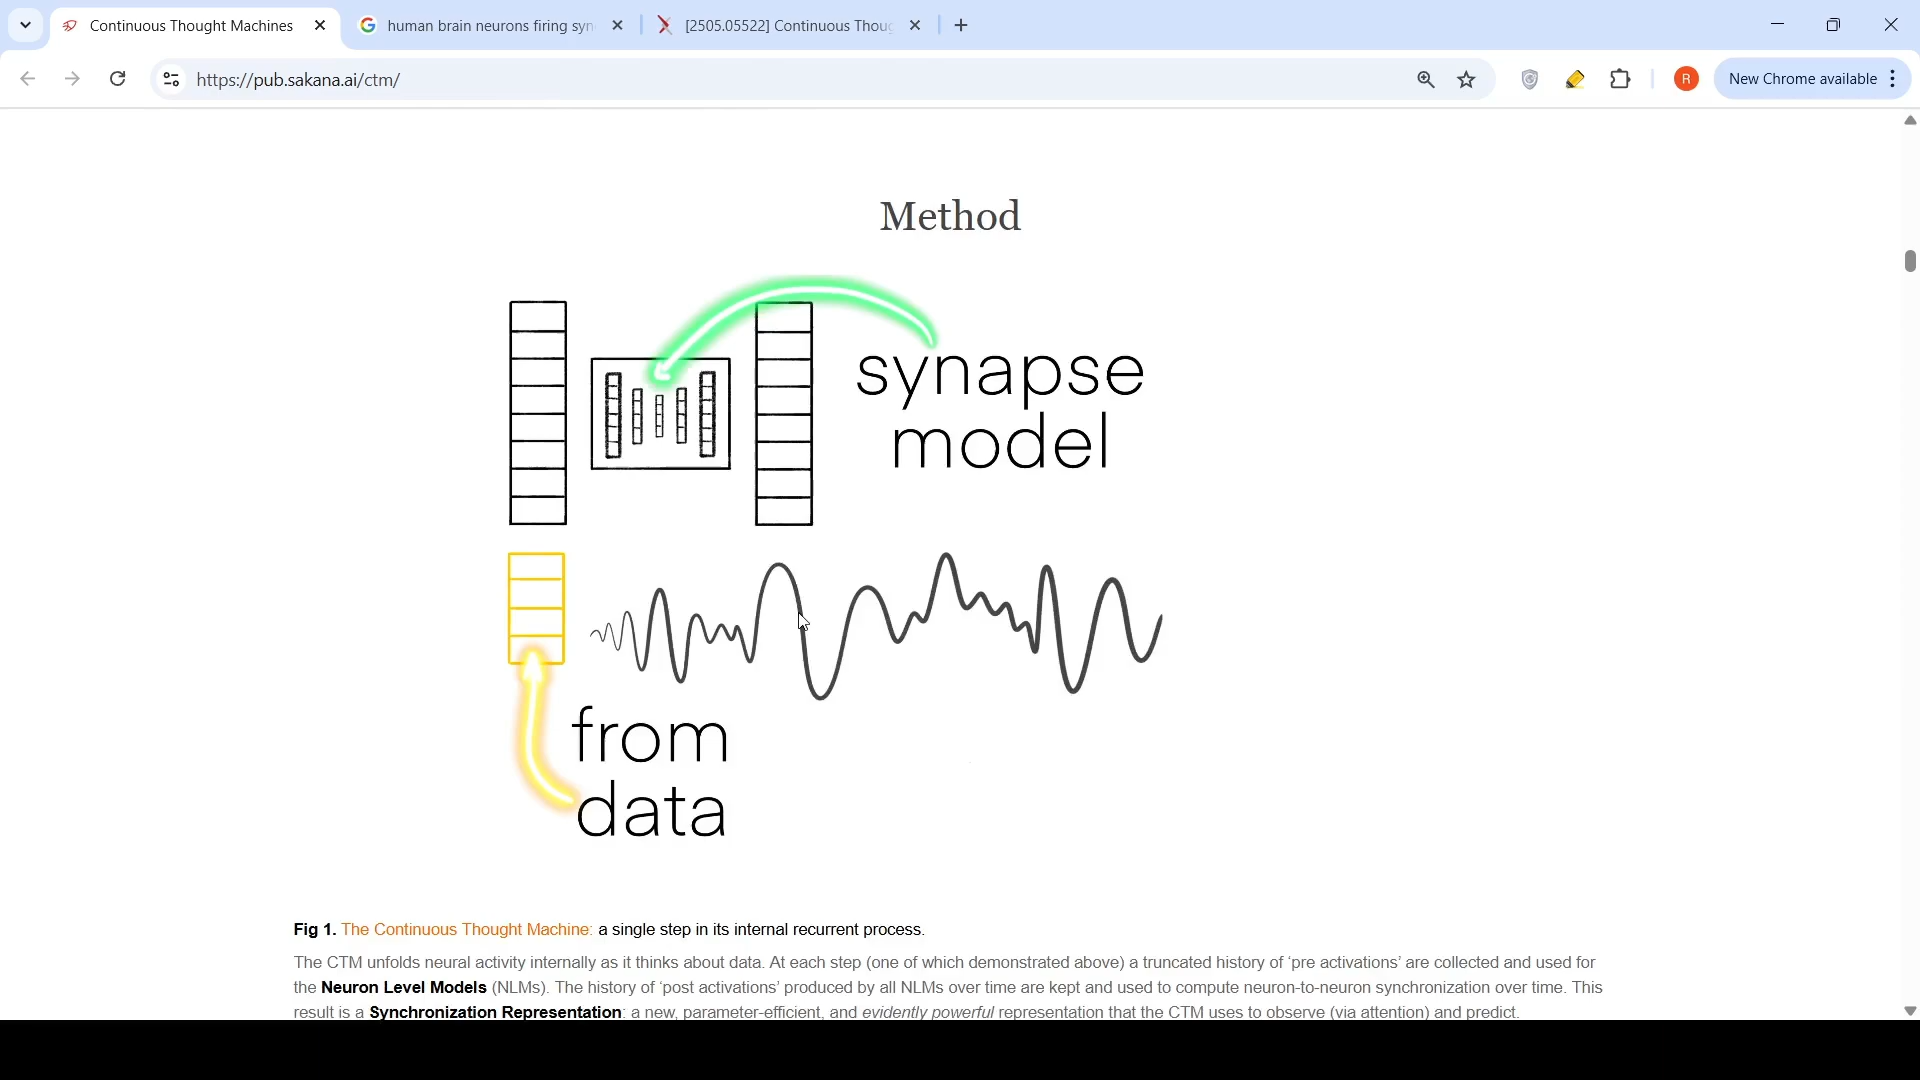 Continuous Thought Machines
human brain neurons firing syn
[2505.05522] Continuous Thoug
https://pub.sakana.ai/ctm/
R
New Chrome available
Method
synapse
model
from
data
Fig 1. The Continuous Thought Machine: a single step in its internal recurrent process.
The CTM unfolds neural activity internally as it thinks about data. At each step (one of which demonstrated above) a truncated history of ‘pre activations’ are collected and used for
the Neuron Level Models (NLMs). The history of ‘post activations’ produced by all NLMs over time are kept and used to compute neuron-to-neuron synchronization over time. This
result is a Synchronization Representation: a new, parameter-efficient, and evidently powerful representation that the CTM uses to observe (via attention) and predict.